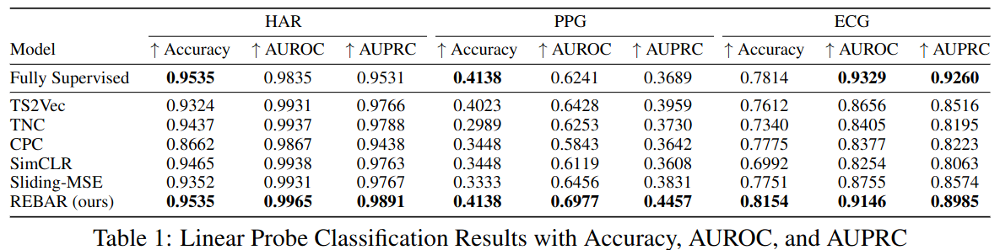 HAR PPG ECG
Model ↑ Accuracy ↑ AUROC ↑ AUPRC ↑ Accuracy ↑ AUROC ↑ AUPRC ↑ Accuracy ↑ AUROC ↑ AUPRC
Fully Supervised 0.9535 0.9835 0.9531 0.4138 0.6241 0.3689 0.7814 0.9329 0.9260
TS2Vec 0.9324 0.9931 0.9766 0.4023 0.6428 0.3959 0.7612 0.8656 0.8516
TNC 0.9437 0.9937 0.9788 0.2989 0.6253 0.3730 0.7340 0.8405 0.8195
CPC 0.8662 0.9867 0.9438 0.3448 0.5843 0.3642 0.7775 0.8377 0.8223
SimCLR 0.9465 0.9938 0.9763 0.3448 0.6119 0.3608 0.6992 0.8254 0.8063
Sliding-MSE 0.9352 0.9931 0.9767 0.3333 0.6456 0.3831 0.7751 0.8755 0.8574
REBAR (ours) 0.9535 0.9965 0.9891 0.4138 0.6977 0.4457 0.8154 0.9146 0.8985
Table 1: Linear Probe Classification Results with Accuracy, AUROC, and AUPRC